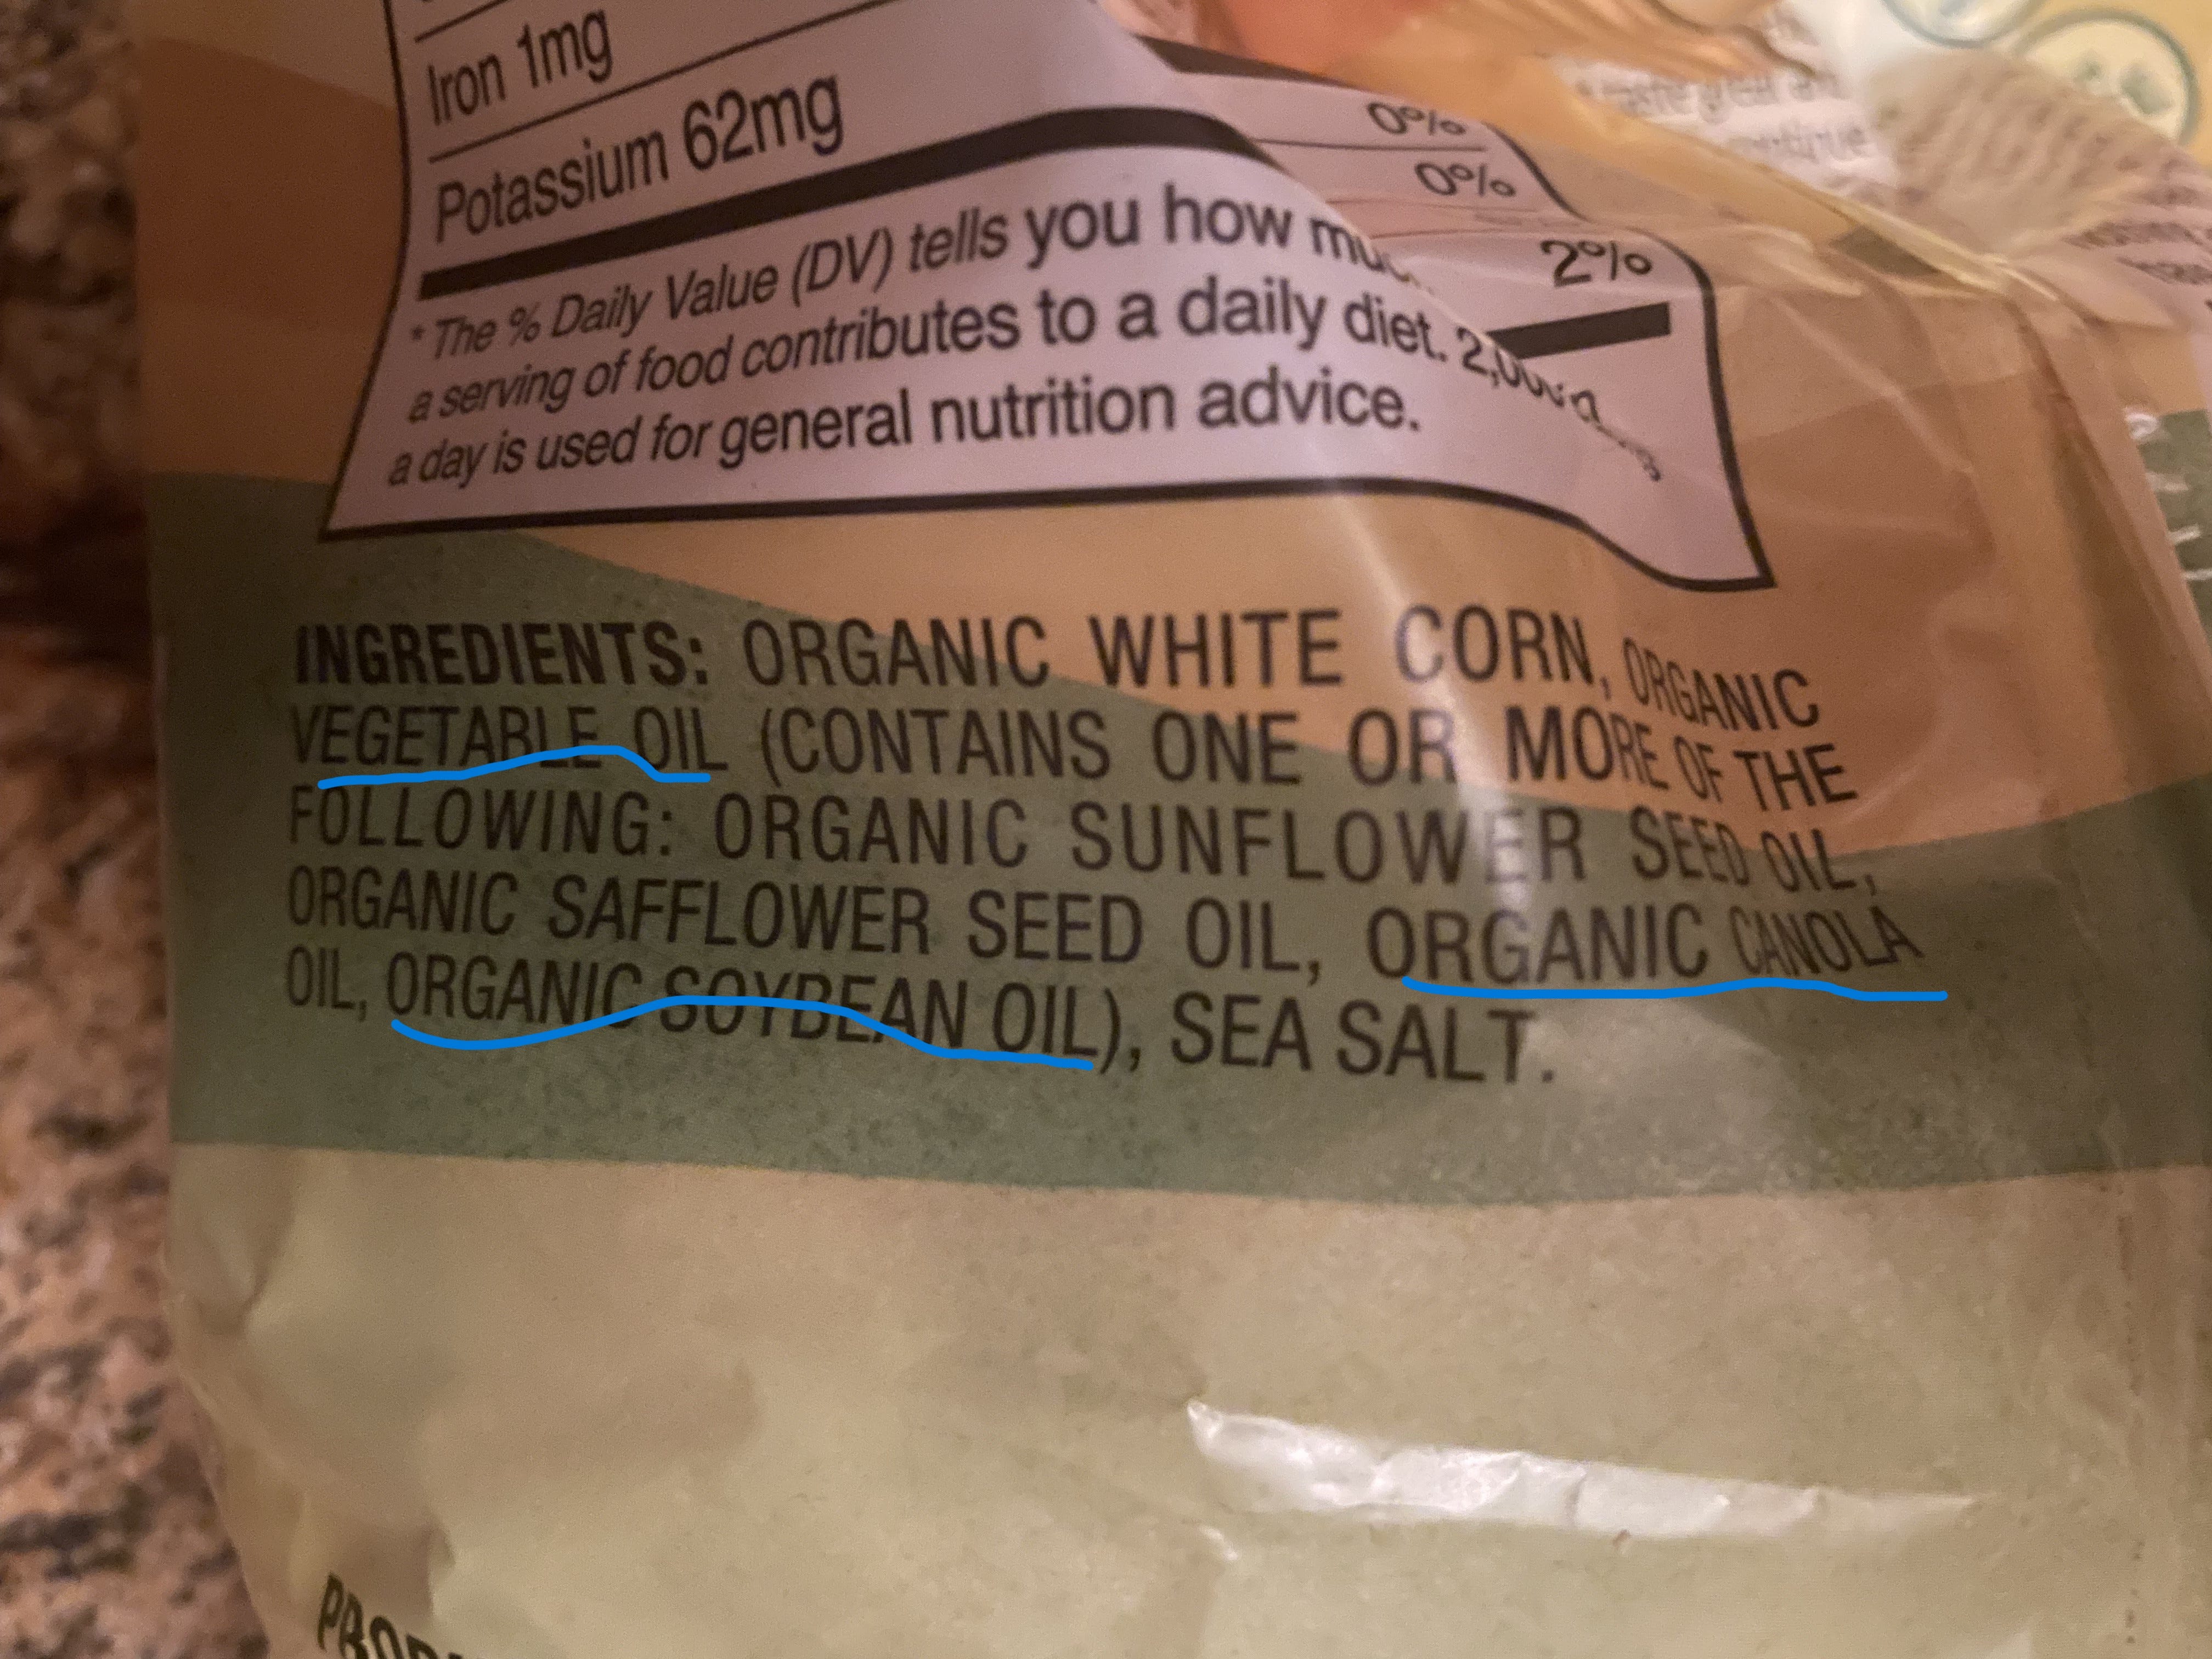 Iron 1mg
0%
Potassium 62mg
0%
2%
* The % Daily Value (DV) tells you how
a serving of food contributes to a daily diet.
a day is used for general nutrition advice.
INGREDIENTS: ORGANIC WHITE CORN, ORGANIC
VEGETABLE OIL (CONTAINS ONE OR MORE OF THE
FOLLOWING: ORGANIC SUNFLOWER SEED OIL,
ORGANIC SAFFLOWER SEED OIL, ORGANIC CANOLA
OIL, ORGANIC SOYBEAN OIL), SEA SALT.